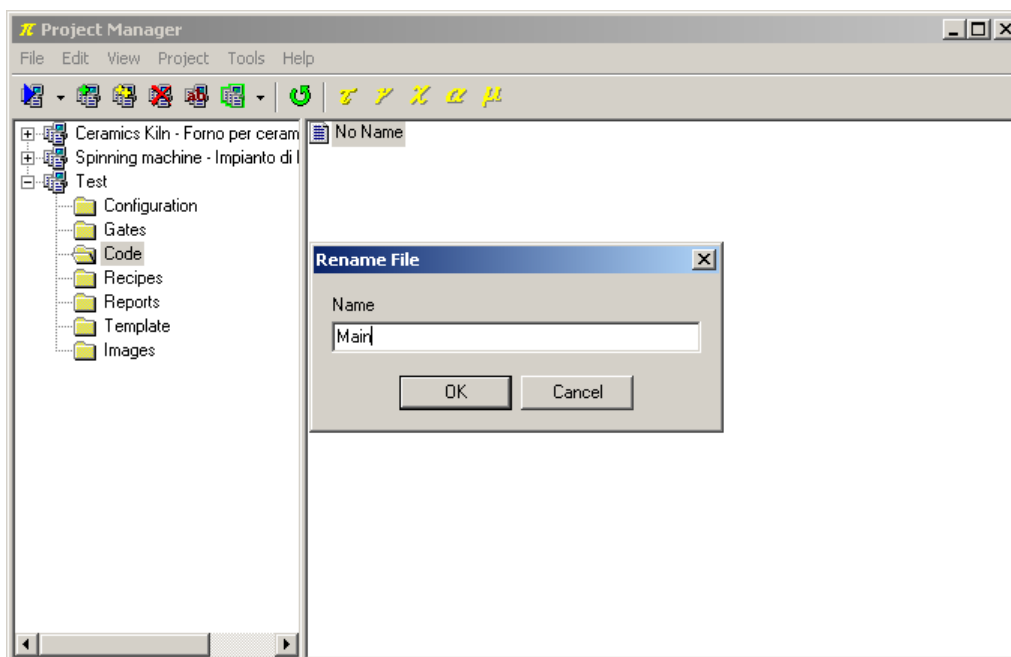 π Project Manager
File Edit View Project Tools Help
τ γ χ α μ
Ceramics Kiln - Forno per ceram
Spinning machine - Impianto di
Test
Configuration
Gates
Code
Recipes
Reports
Template
Images
No Name
Rename File
Name
Main
OK Cancel